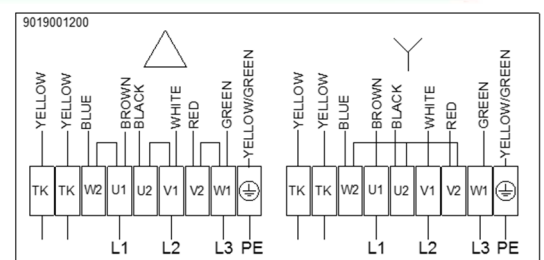 9019001200
YELLOW YELLOW BLUE BROWN BLACK WHITE RED GREEN YELLOW/GREEN
TK TK W2 U1 U2 V1 V2 W1
L1 L2 L3 PE
YELLOW YELLOW BLUE BROWN BLACK WHITE RED GREEN YELLOW/GREEN
TK TK W2 U1 U2 V1 V2 W1
L1 L2 L3 PE